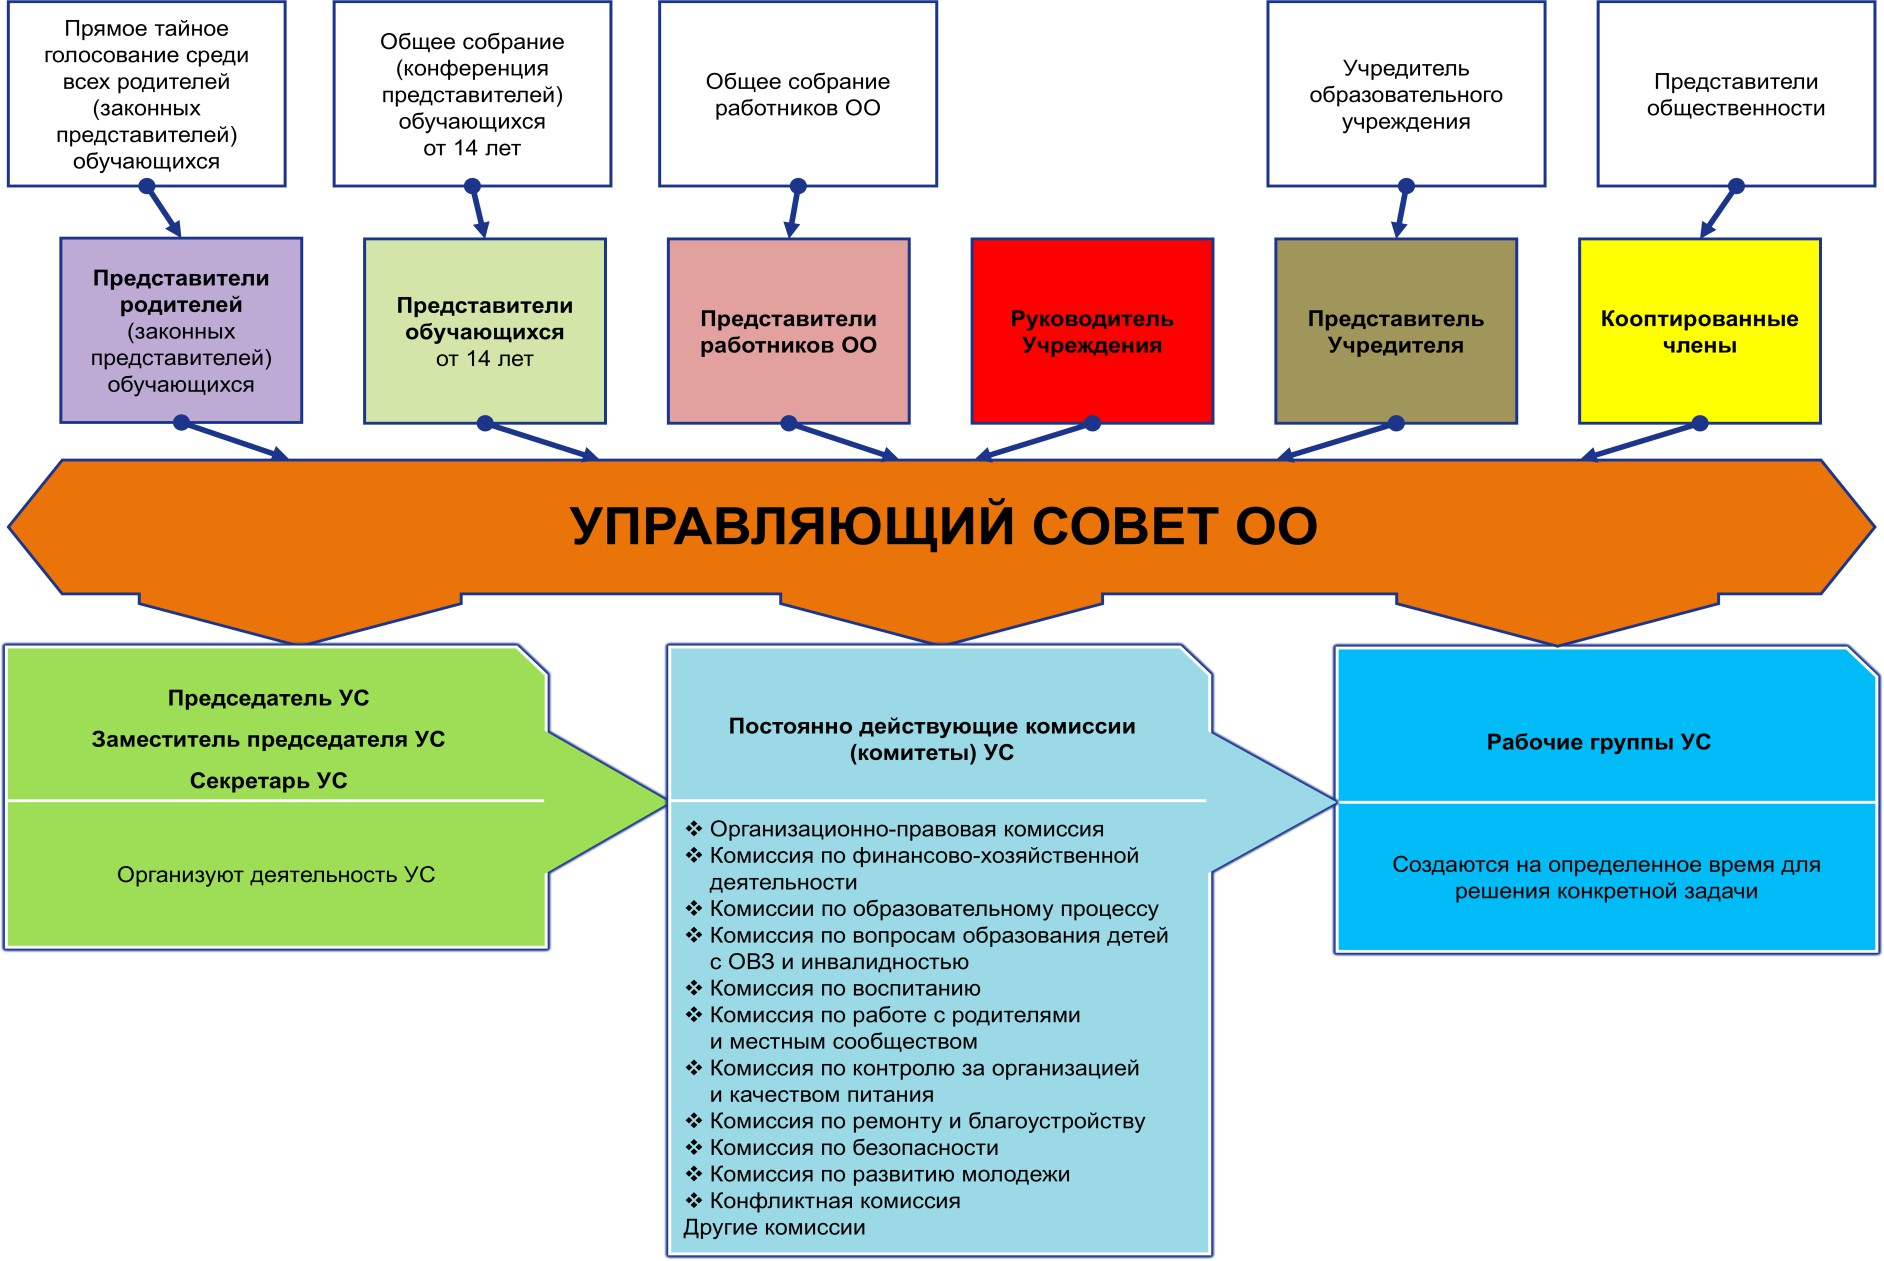 Прямое тайное
голосование среди
всех родителей
(законных
представителей)
обучающихся
Общее собрание
(конференция
представителей)
обучающихся
от 14 лет
Общее собрание
работников ОО
Учредитель
образовательного
учреждения
Представители
общественности
Представители
родителей
(законных
представителей)
обучающихся
Представители
обучающихся
от 14 лет
Представители
работников ОО
Руководитель
Учреждения
Представитель
Учредителя
Кооптированные
члены
УПРАВЛЯЮЩИЙ СОВЕТ ОО
Председатель УС
Заместитель председателя УС
Секретарь УС
Организуют деятельность УС
Постоянно действующие комиссии
(комитеты) УС
❖ Организационно-правовая комиссия
❖ Комиссия по финансово-хозяйственной
деятельности
❖ Комиссии по образовательному процессу
❖ Комиссия по вопросам образования детей
с ОВЗ и инвалидностью
❖ Комиссия по воспитанию
❖ Комиссия по работе с родителями
и местным сообществом
❖ Комиссия по контролю за организацией
и качеством питания
❖ Комиссия по ремонту и благоустройству
❖ Комиссия по безопасности
❖ Комиссия по развитию молодежи
❖ Конфликтная комиссия
Другие комиссии
Рабочие группы УС
Создаются на определенное время для
решения конкретной задачи